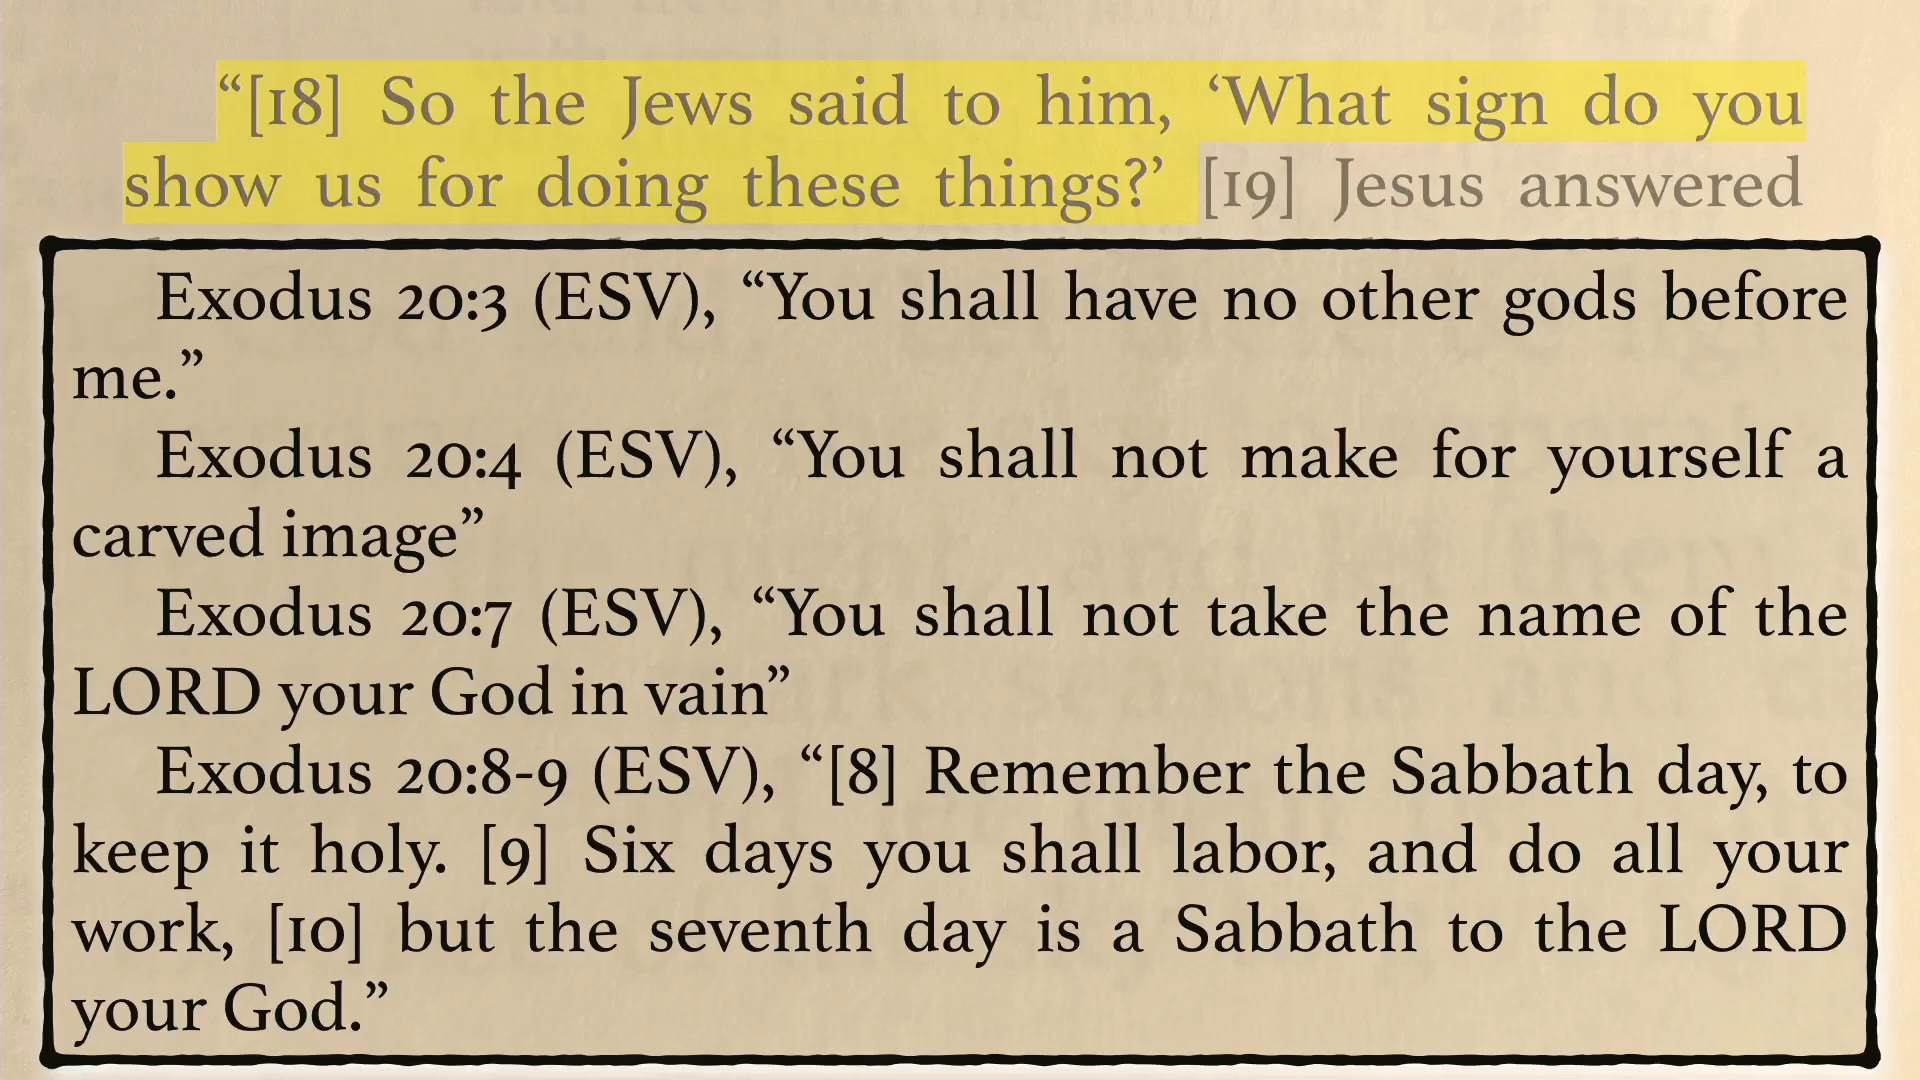 “[18] So the Jews said to him, ‘What sign do you
show us for doing these things?’ [19] Jesus answered
Exodus 20:3 (ESV), “You shall have no other gods before
me.”
Exodus 20:4 (ESV), “You shall not make for yourself a
carved image”
Exodus 20:7 (ESV), “You shall not take the name of the
LORD your God in vain”
Exodus 20:8-9 (ESV), “[8] Remember the Sabbath day, to
keep it holy. [9] Six days you shall labor, and do all your
work, [10] but the seventh day is a Sabbath to the LORD
your God.”